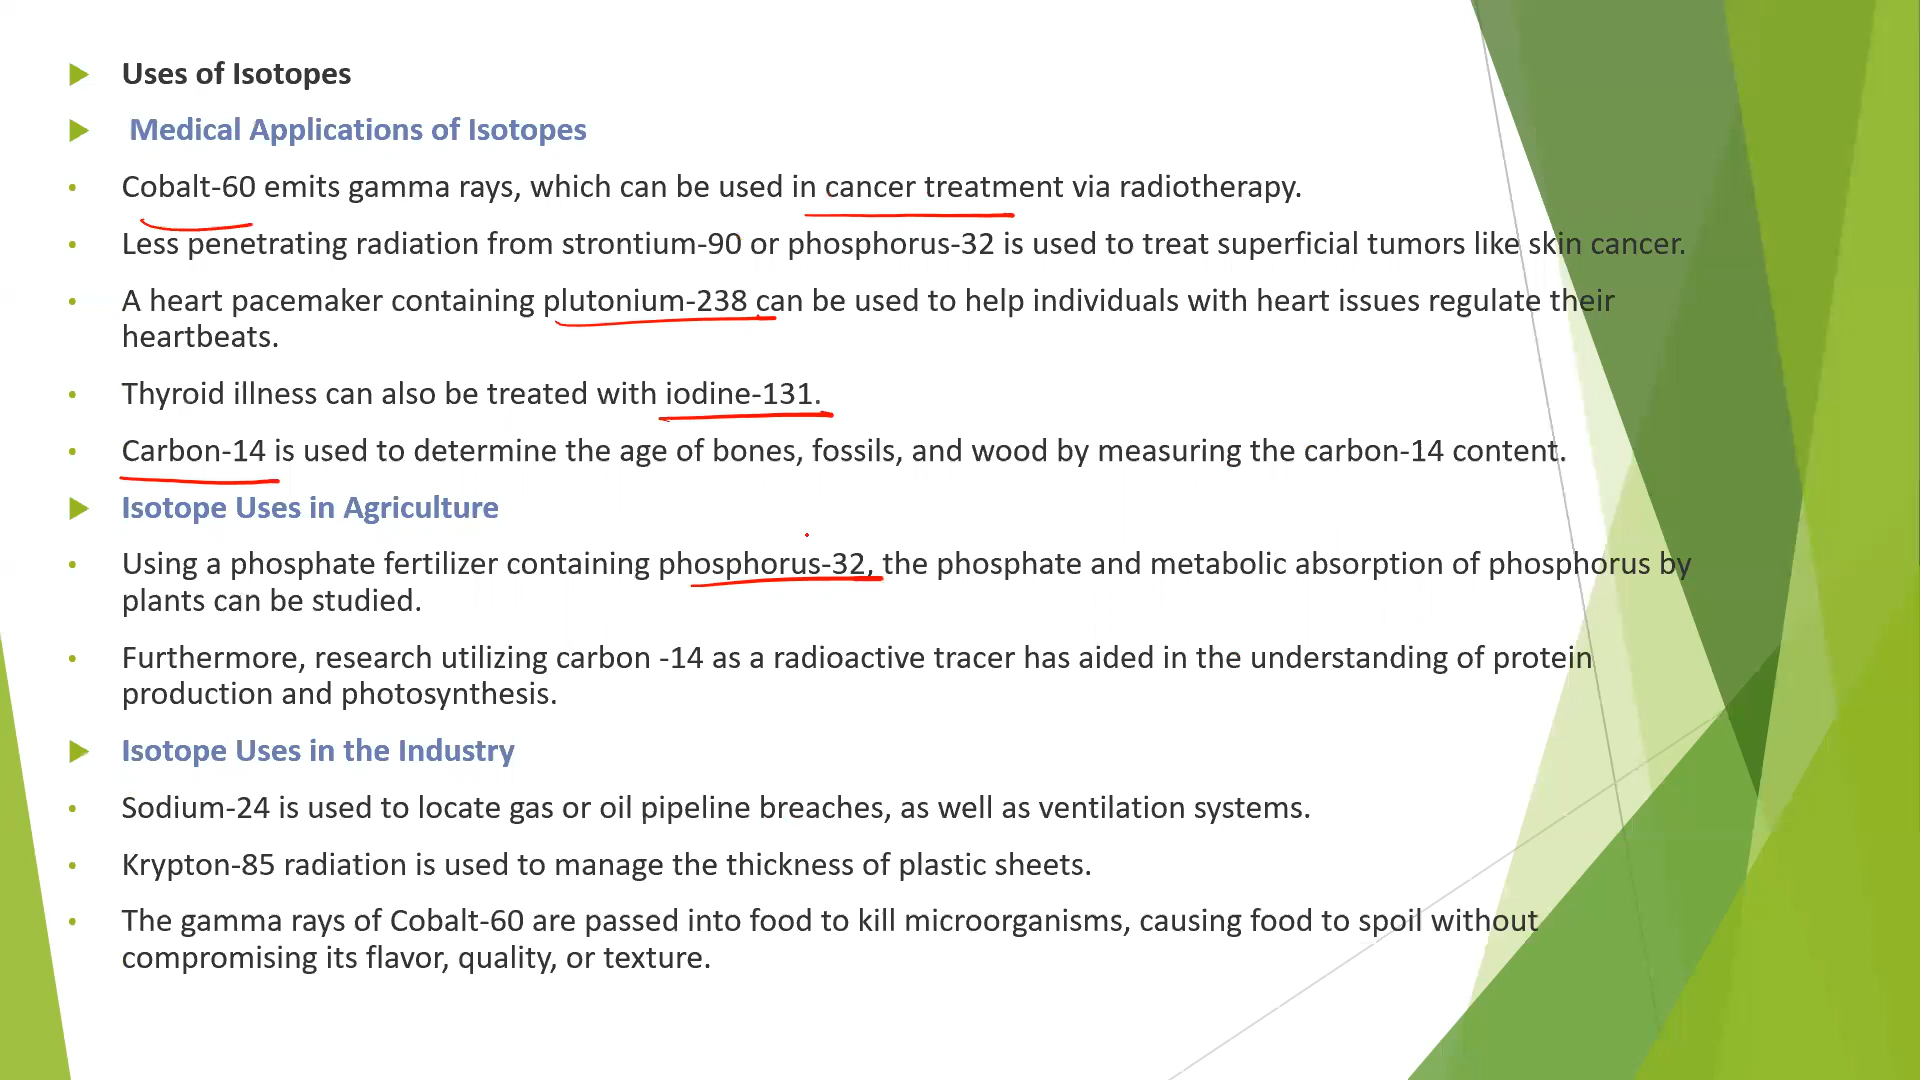 Uses of Isotopes
Medical Applications of Isotopes
Cobalt-60 emits gamma rays, which can be used in cancer treatment via radiotherapy.
Less penetrating radiation from strontium-90 or phosphorus-32 is used to treat superficial tumors like skin cancer.
A heart pacemaker containing plutonium-238 can be used to help individuals with heart issues regulate their
heartbeats.
Thyroid illness can also be treated with iodine-131.
Carbon-14 is used to determine the age of bones, fossils, and wood by measuring the carbon-14 content.
Isotope Uses in Agriculture
Using a phosphate fertilizer containing phosphorus-32, the phosphate and metabolic absorption of phosphorus by
plants can be studied.
Furthermore, research utilizing carbon -14 as a radioactive tracer has aided in the understanding of protein
production and photosynthesis.
Isotope Uses in the Industry
Sodium-24 is used to locate gas or oil pipeline breaches, as well as ventilation systems.
Krypton-85 radiation is used to manage the thickness of plastic sheets.
The gamma rays of Cobalt-60 are passed into food to kill microorganisms, causing food to spoil without
compromising its flavor, quality, or texture.